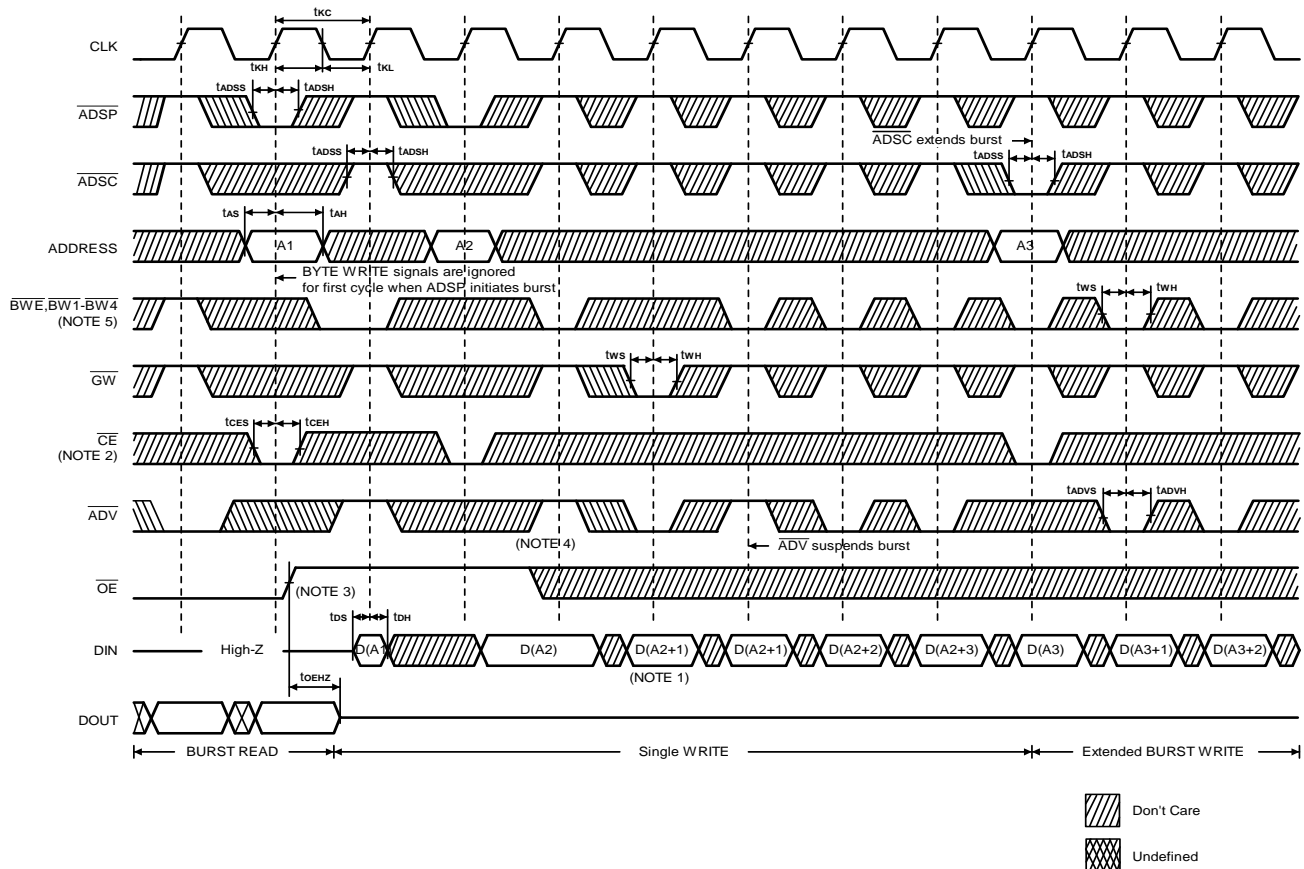 tKC
CLK
tKH tKL
tADSS tADSH
ADSP
ADSC extends burst
tADSS tADSH tADSS tADSH
ADSC
tAS tAH
ADDRESS A1 A2 A3
BYTE WRITE signals are ignored
for first cycle when ADSP initiates burst
BWE,BW1-BW4
(NOTE 5)
tWS tWH
tWS tWH
GW
tCES tCEH
CE
(NOTE 2)
tADVS tADVH
ADV
(NOTE 4) ADV suspends burst
OE (NOTE 3)
tDS tDH
DIN High-Z D(A1 D(A2) D(A2+1) D(A2+1) D(A2+2) D(A2+3) D(A3) D(A3+1) D(A3+2)
(NOTE 1)
tOEHZ
DOUT
BURST READ Single WRITE Extended BURST WRITE
Don't Care
Undefined